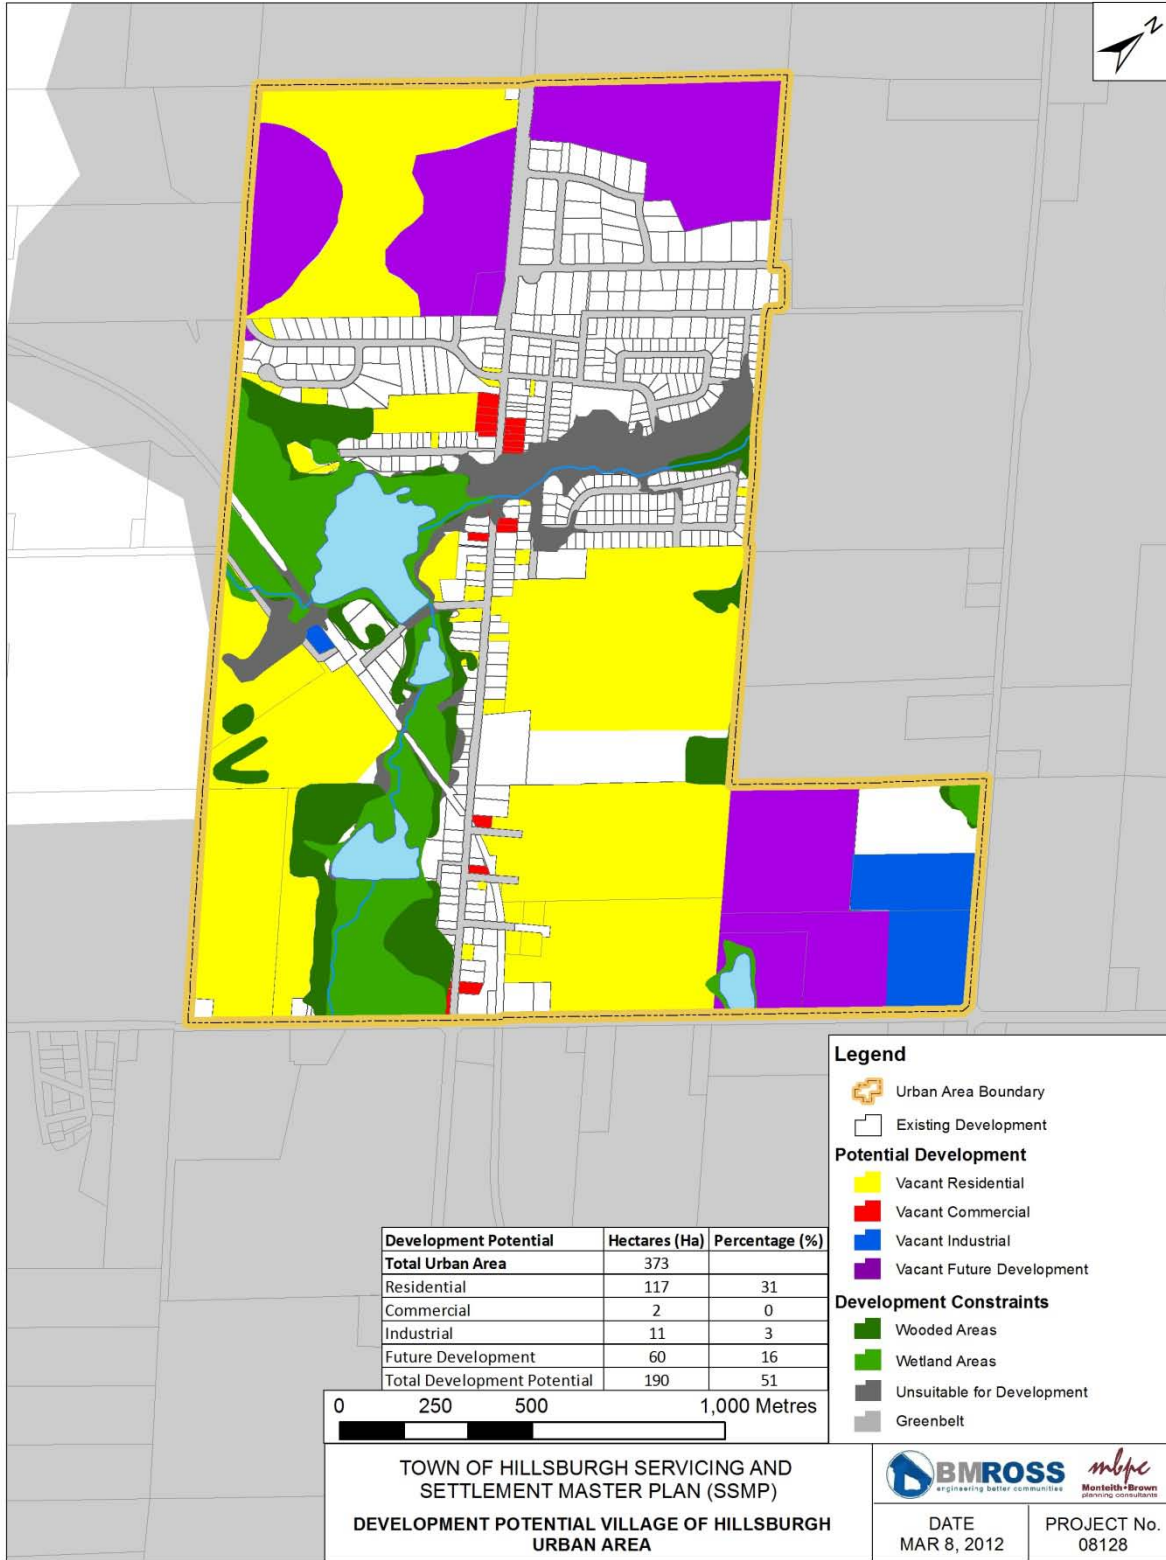 N
Legend
Urban Area Boundary
Existing Development
Potential Development
Vacant Residential
Vacant Commercial
Vacant Industrial
Vacant Future Development
Development Constraints
Wooded Areas
Wetland Areas
Unsuitable for Development
Greenbelt
Development Potential Hectares (Ha) Percentage (%)
Total Urban Area 373
Residential 117 31
Commercial 2 0
Industrial 11 3
Future Development 60 16
Total Development Potential 190 51
0 250 500 1,000 Metres
TOWN OF HILLSBURGH SERVICING AND
SETTLEMENT MASTER PLAN (SSMP)
DEVELOPMENT POTENTIAL VILLAGE OF HILLSBURGH
URBAN AREA
BMROSS
engineering better communities
mbpc
Monteith•Brown
planning consultants
DATE
MAR 8, 2012
PROJECT No.
08128